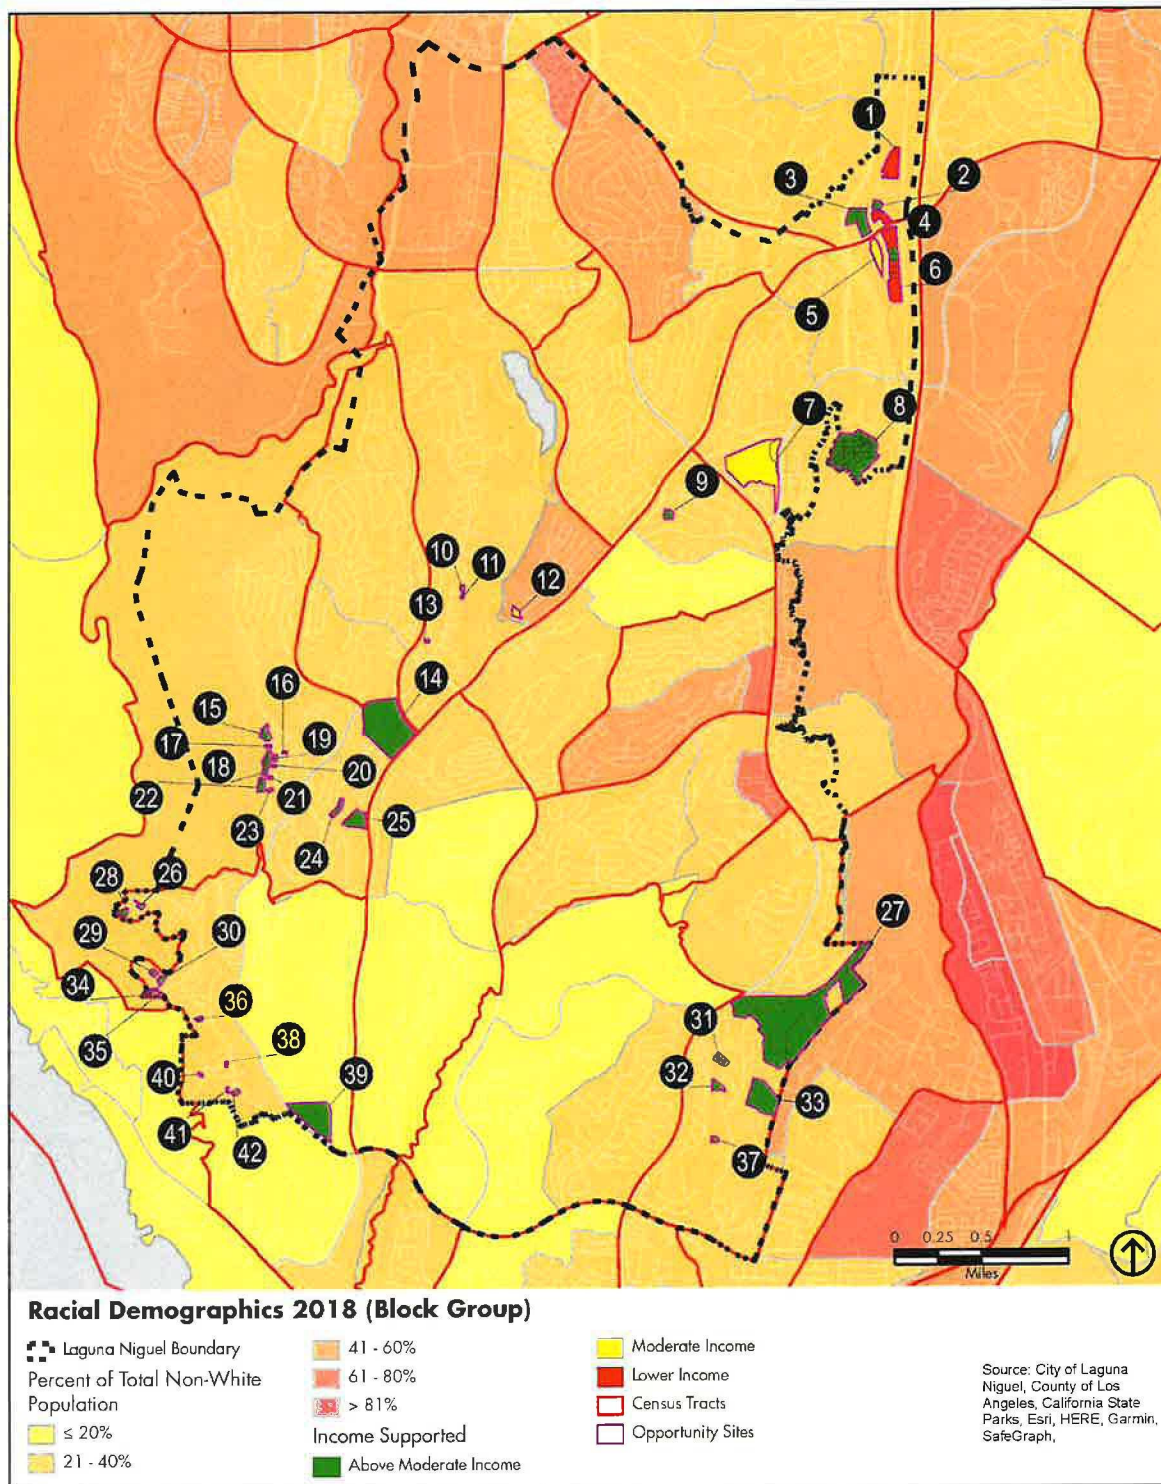 1
2
3
4
6
5
7
8
9
10
11
12
13
14
16
15
17
19
18
20
22
21
23
24
25
28
26
27
29
30
34
36
31
35
38
32
40
39
33
41
42
37
0 0.25 0.5 1
Miles
Racial Demographics 2018 (Block Group)
Laguna Niguel Boundary
Percent of Total Non-White
Population
≤ 20%
21 - 40%
41 - 60%
61 - 80%
> 81%
Income Supported
Above Moderate Income
Moderate Income
Lower Income
Census Tracts
Opportunity Sites
Source: City of Laguna
Niguel, County of Los
Angeles, California State
Parks, Esri, HERE, Garmin,
SafeGraph,